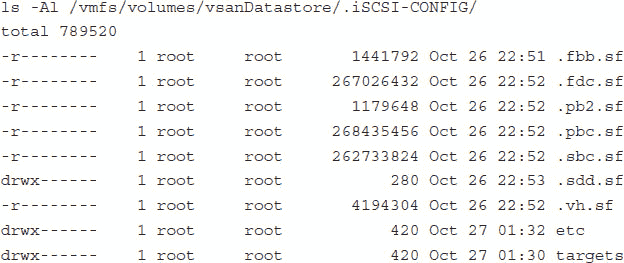 ls -Al /vmfs/volumes/vsanDatastore/.iSCSI-CONFIG/
total 789520
-r-------- 1 root root 1441792 Oct 26 22:51 .fbb.sf
-r-------- 1 root root 267026432 Oct 26 22:52 .fdc.sf
-r-------- 1 root root 1179648 Oct 26 22:52 .pb2.sf
-r-------- 1 root root 268435456 Oct 26 22:52 .pbc.sf
-r-------- 1 root root 262733824 Oct 26 22:52 .sbc.sf
drwx------ 1 root root 280 Oct 26 22:53 .sdd.sf
-r-------- 1 root root 4194304 Oct 26 22:52 .vh.sf
drwx------ 1 root root 420 Oct 27 01:32 etc
drwx------ 1 root root 420 Oct 27 01:30 targets